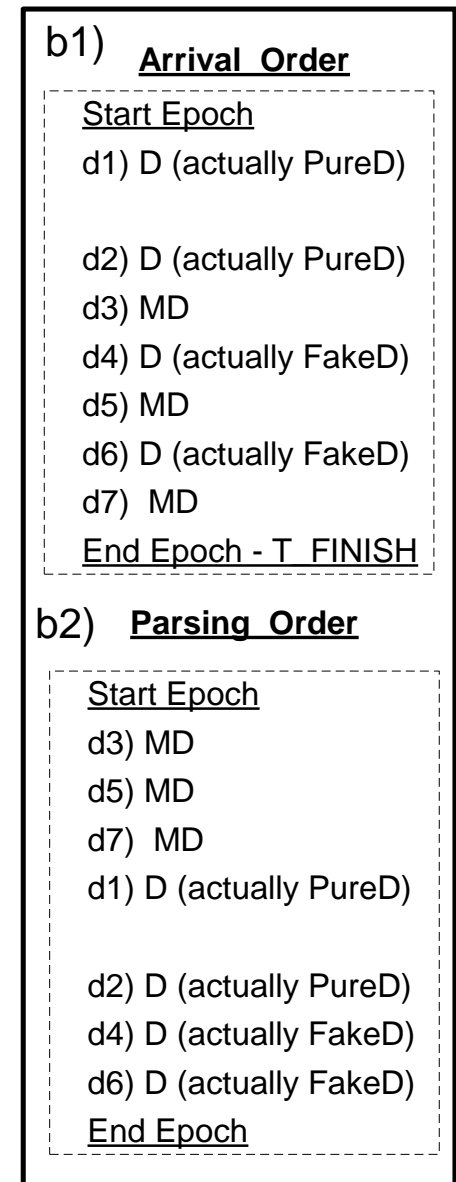 b1) Arrival Order
Start Epoch
d1) D (actually PureD)
d2) D (actually PureD)
d3) MD
d4) D (actually FakeD)
d5) MD
d6) D (actually FakeD)
d7) MD
End Epoch - T_FINISH
b2) Parsing Order
Start Epoch
d3) MD
d5) MD
d7) MD
d1) D (actually PureD)
d2) D (actually PureD)
d4) D (actually FakeD)
d6) D (actually FakeD)
End Epoch